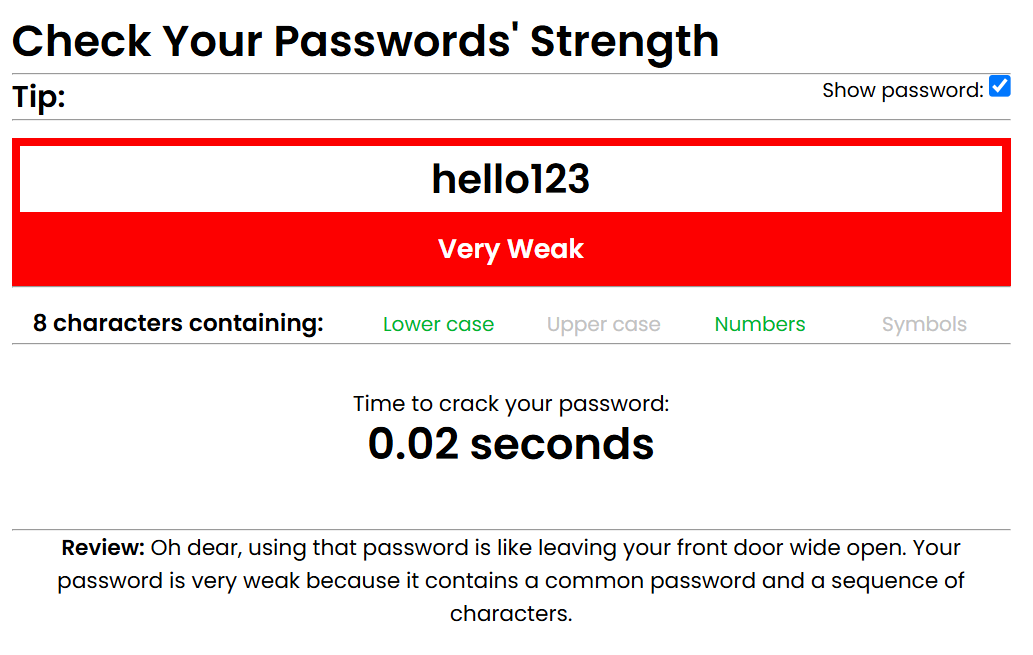 Check Your Passwords' Strength
Tip:
Show password:
hello123
Very Weak
8 characters containing: Lower case Upper case Numbers Symbols
Time to crack your password:
0.02 seconds
Review: Oh dear, using that password is like leaving your front door wide open. Your
password is very weak because it contains a common password and a sequence of
characters.